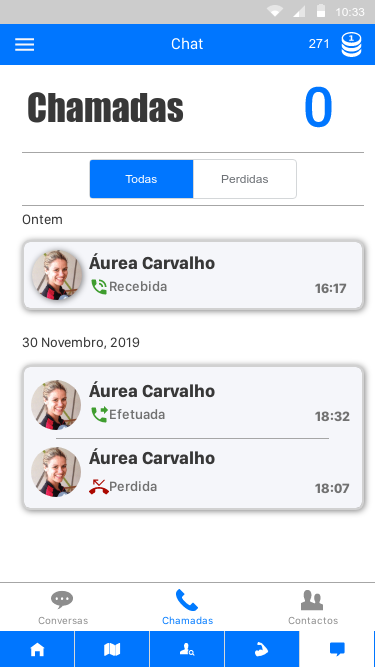 10:33
Chat
271
1
Chamadas
0
Todas
Perdidas
Ontem
Áurea Carvalho
Recebida
16:17
30 Novembro, 2019
Áurea Carvalho
Efetuada
18:32
Áurea Carvalho
Perdida
18:07
Conversas
Chamadas
Contactos